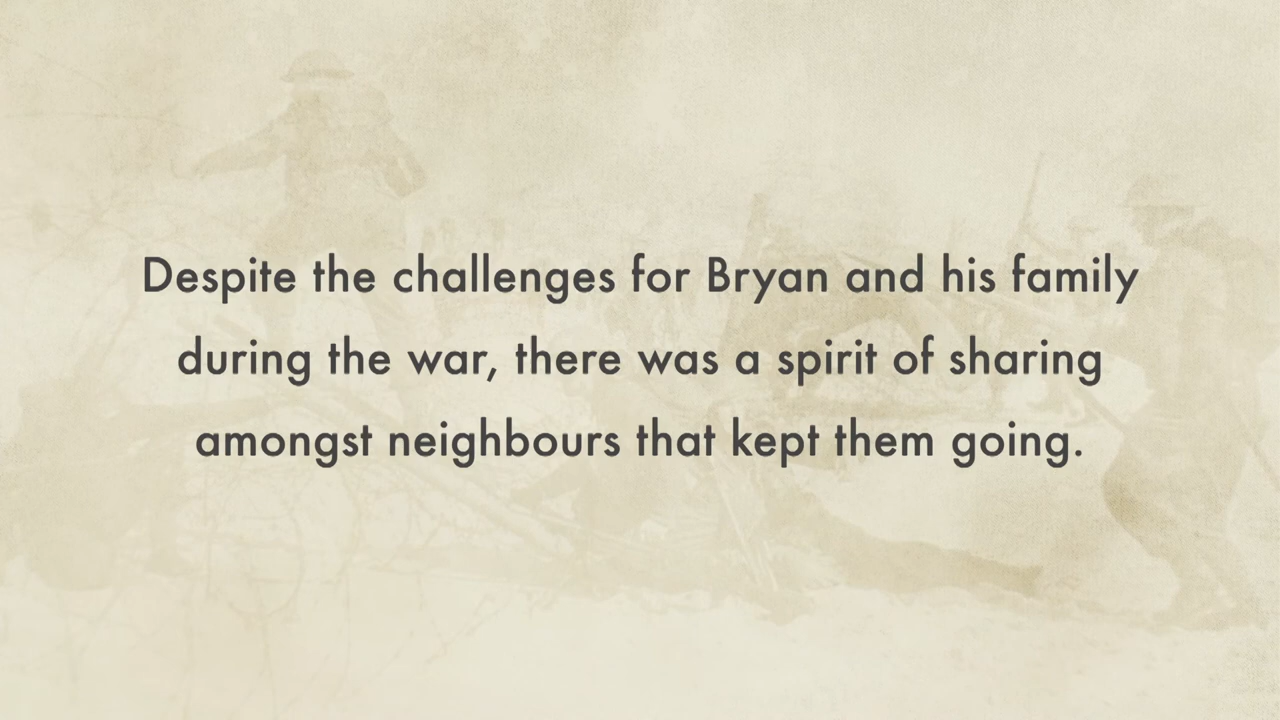 Despite the challenges for Bryan and his family
during the war, there was a spirit of sharing
amongst neighbours that kept them going.